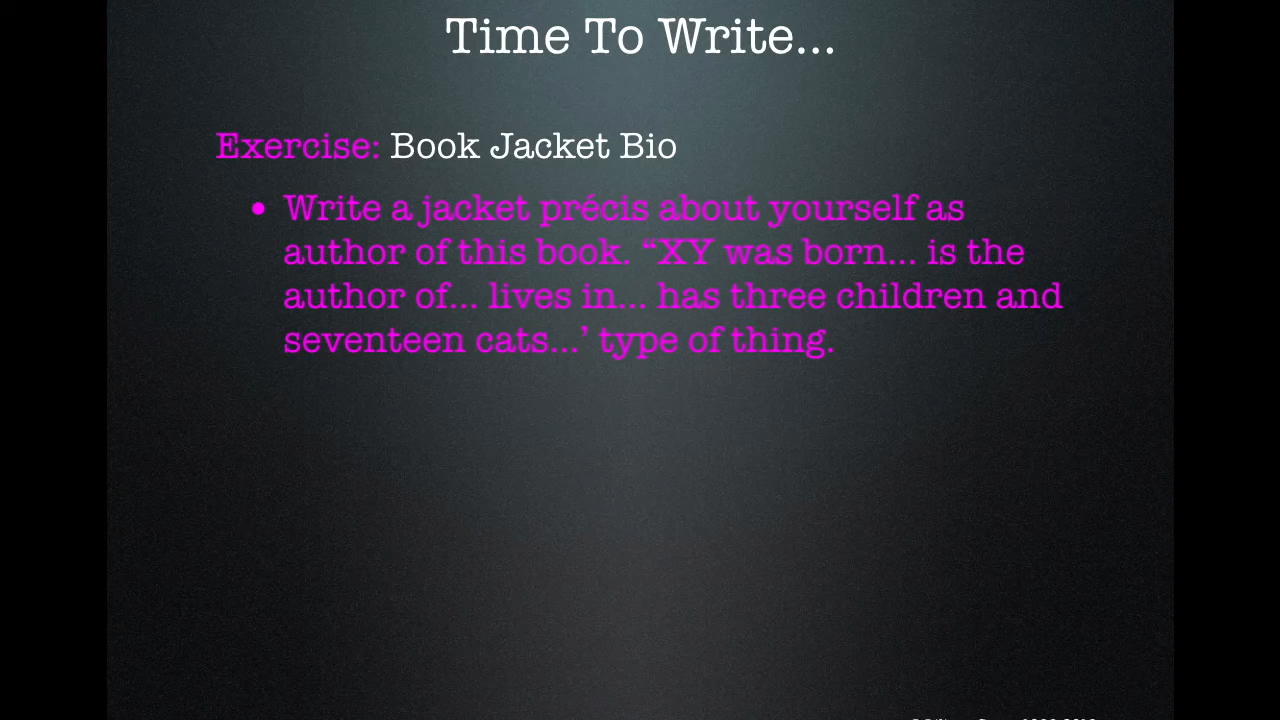 Time To Write...
Exercise: Book Jacket Bio
• Write a jacket précis about yourself as
author of this book. “XY was born... is the
author of... lives in... has three children and
seventeen cats...’ type of thing.